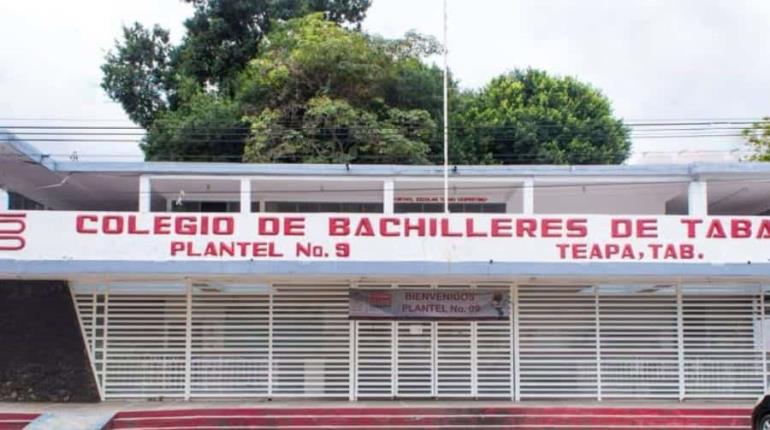 COLEGIO DE BACHILLERES DE TABA
PLANTEL No. 9 TEAPA, TAB.
BIENVENIDOS
PLANTEL No. 09